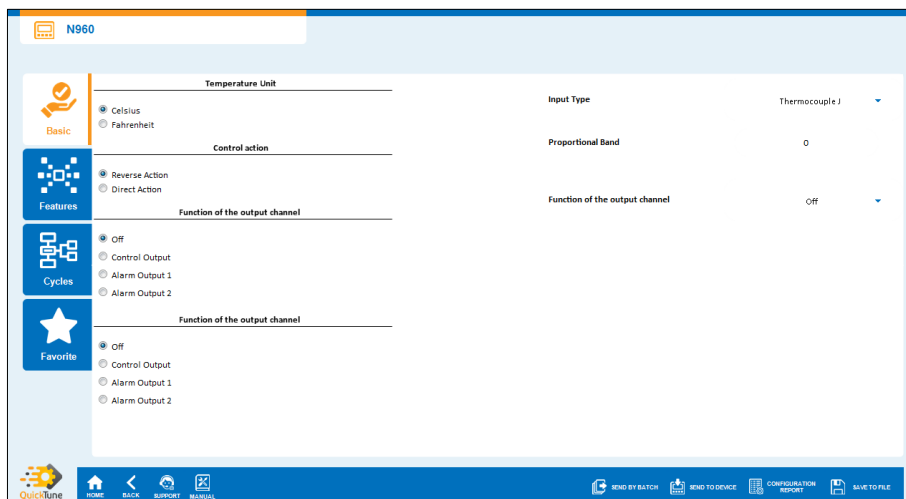 N960
Basic
Features
Cycles
Favorite
Temperature Unit
Celsius
Fahrenheit
Control action
Reverse Action
Direct Action
Function of the output channel
Off
Control Output
Alarm Output 1
Alarm Output 2
Function of the output channel
Off
Control Output
Alarm Output 1
Alarm Output 2
Input Type
Thermocouple J
Proportional Band
0
Function of the output channel
Off
QuickTune
HOME
BACK
SUPPORT
MANUAL
SEND BY BATCH
SEND TO DEVICE
CONFIGURATION
REPORT
SAVE TO FILE